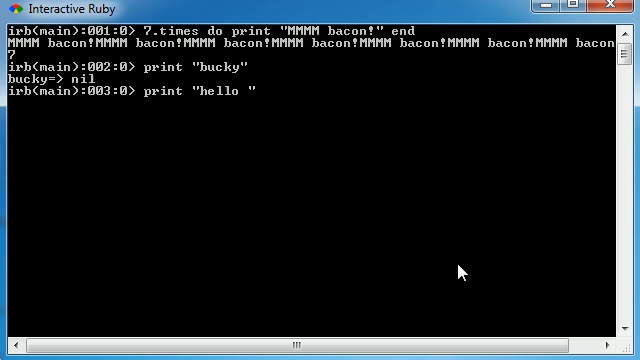 Interactive Ruby
irb(main):001:0> 7.times do print "MMMM bacon!" end
MMMM bacon!MMMM bacon!MMMM bacon!MMMM bacon!MMMM bacon!MMMM bacon!MMMM bacon
7
irb(main):002:0> print "bucky"
bucky=> nil
irb(main):003:0> print "hello "